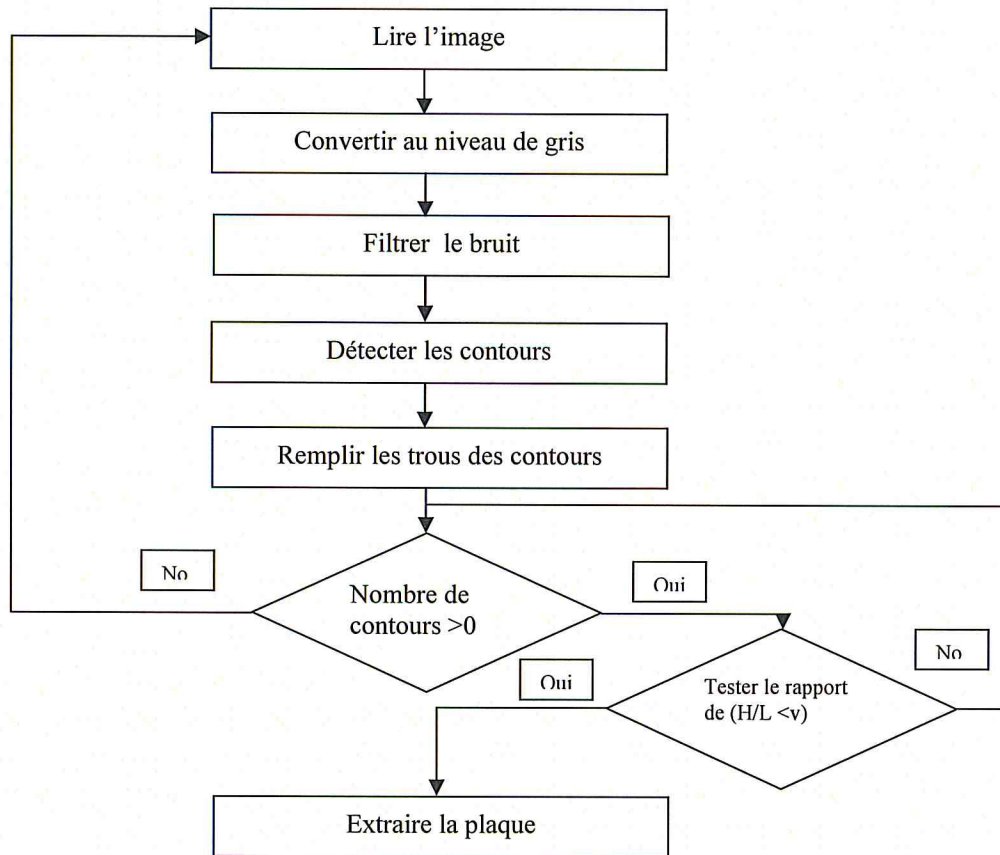 Lire l'image
Convertir au niveau de gris
Filtrer le bruit
Détecter les contours
Remplir les trous des contours
No
Nombre de
contours >0
Oui
Oui
Tester le rapport
de (H/L <v)
No
Extraire la plaque